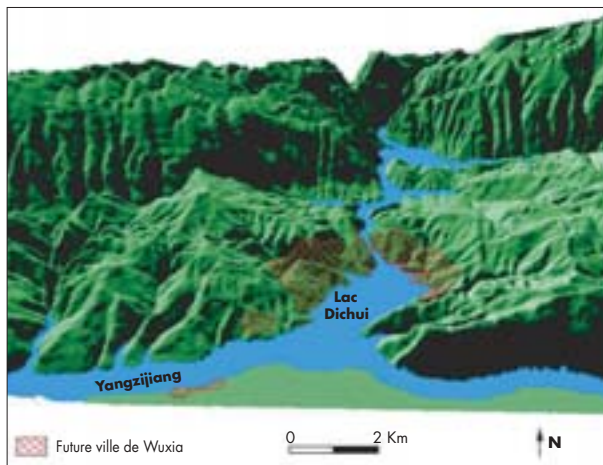 Lac
Dichui
Yangzijiang
Future ville de Wuxia
0 2 Km
N